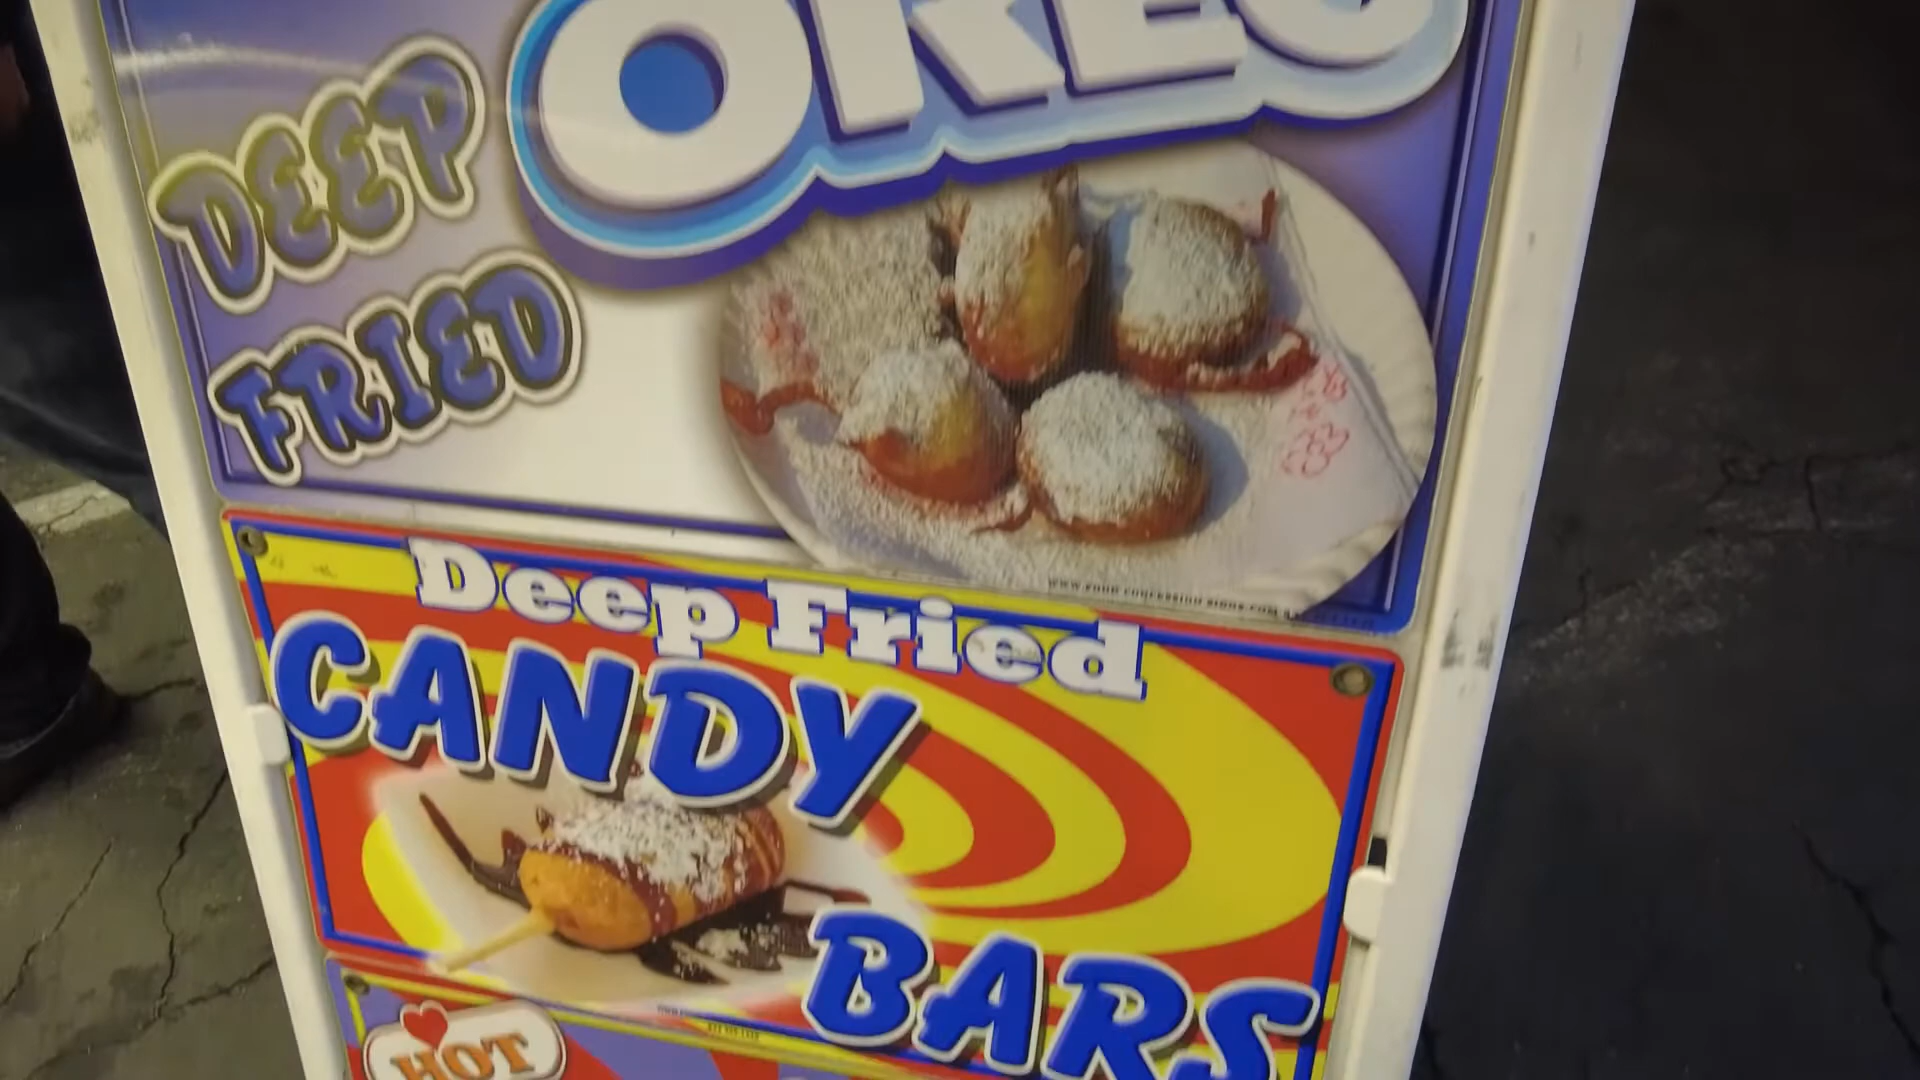 OREO
DEEP
FRIED
Deep Fried
CANDY
BARS
HOT